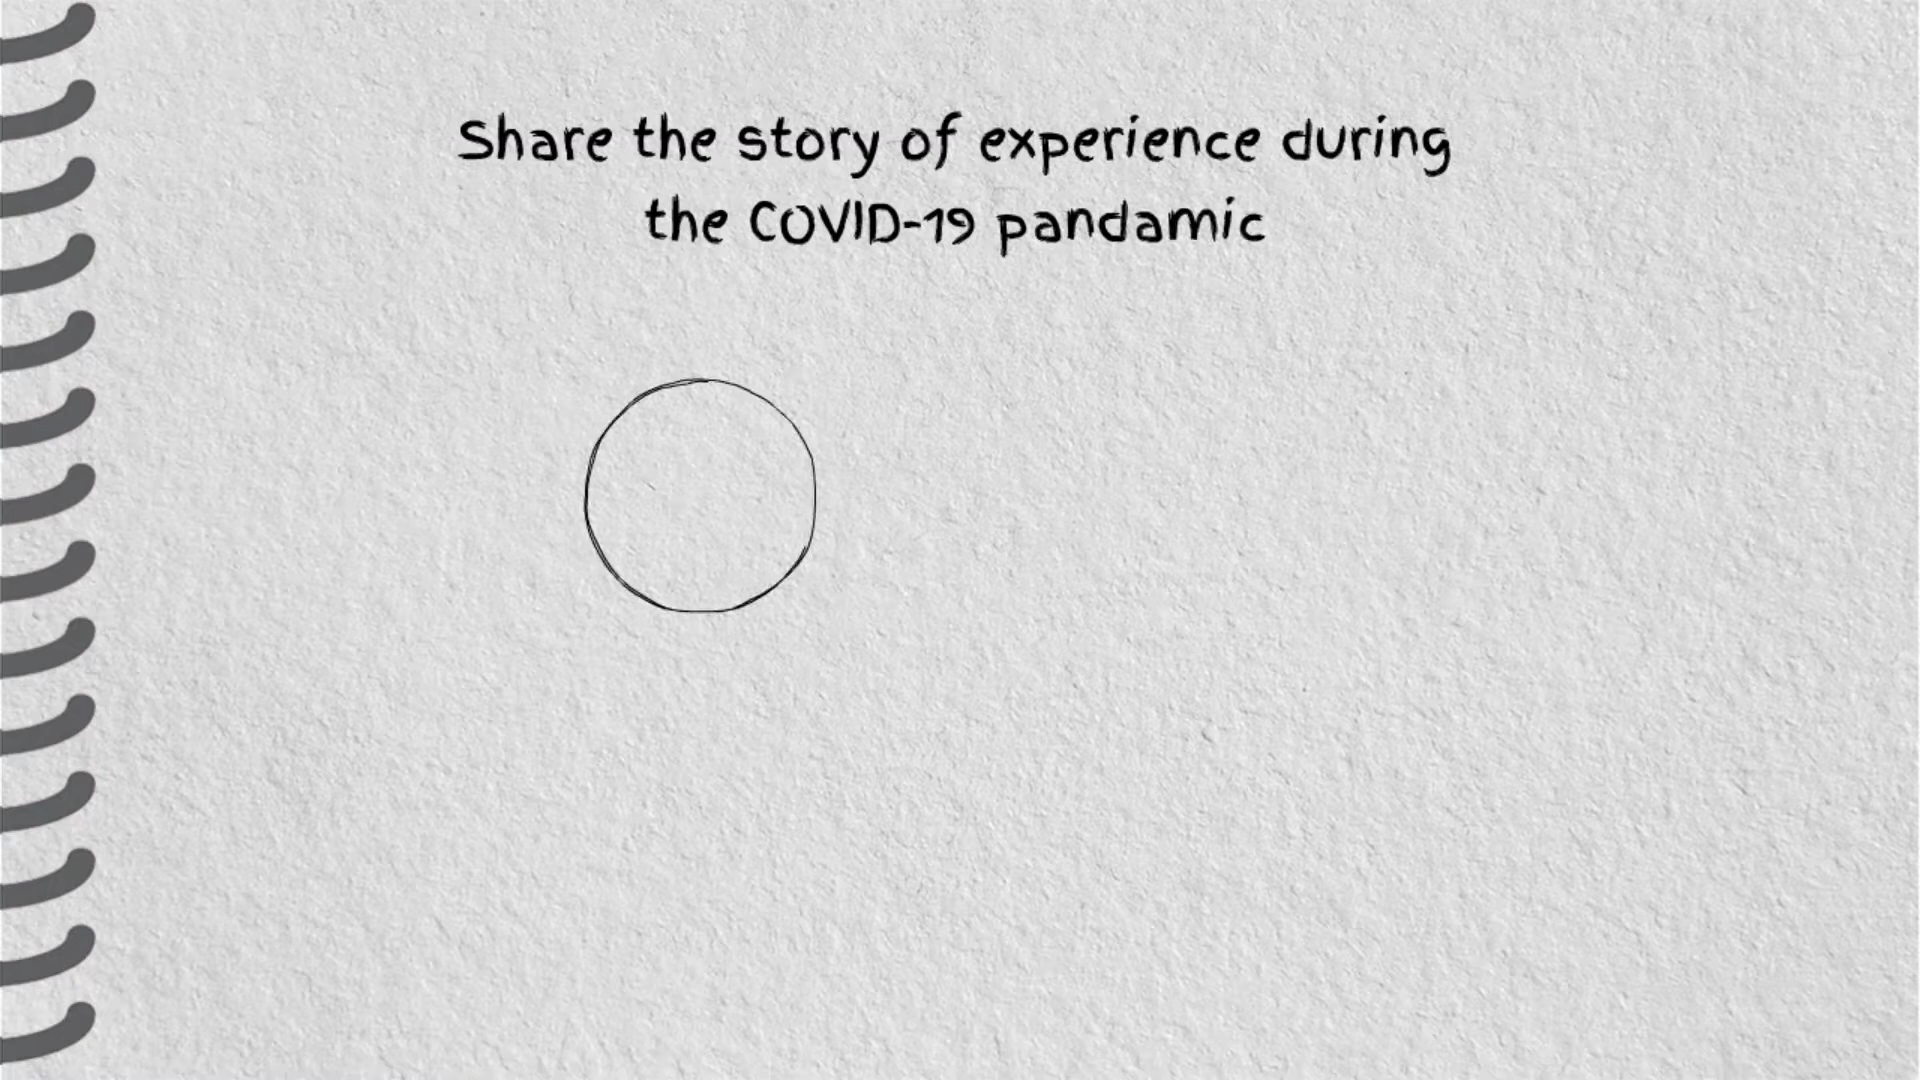 Share the story of experience during
the COVID-19 pandamic